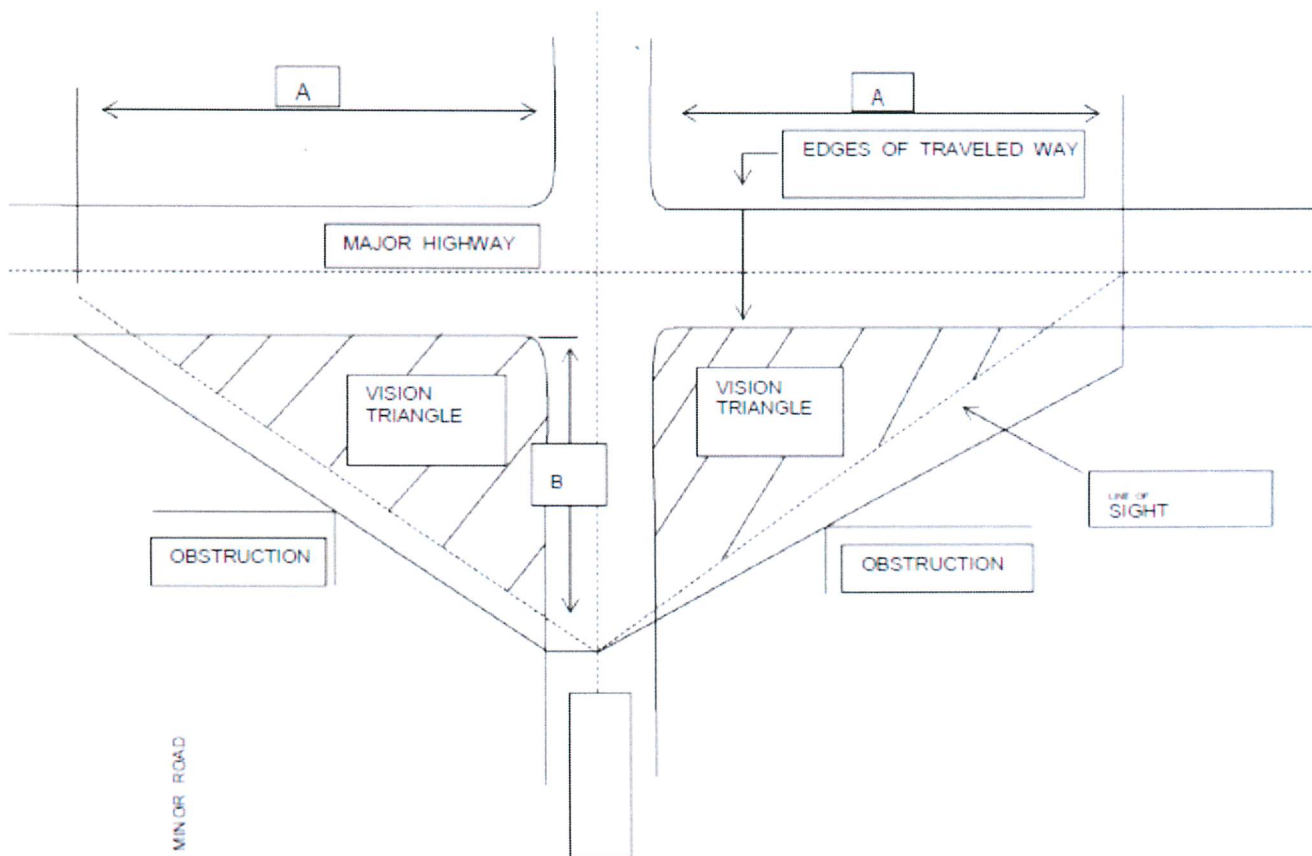 A
A
EDGES OF TRAVELED WAY
MAJOR HIGHWAY
VISION
TRIANGLE
VISION
TRIANGLE
B
LINE OF
SIGHT
OBSTRUCTION
OBSTRUCTION
MINOR ROAD